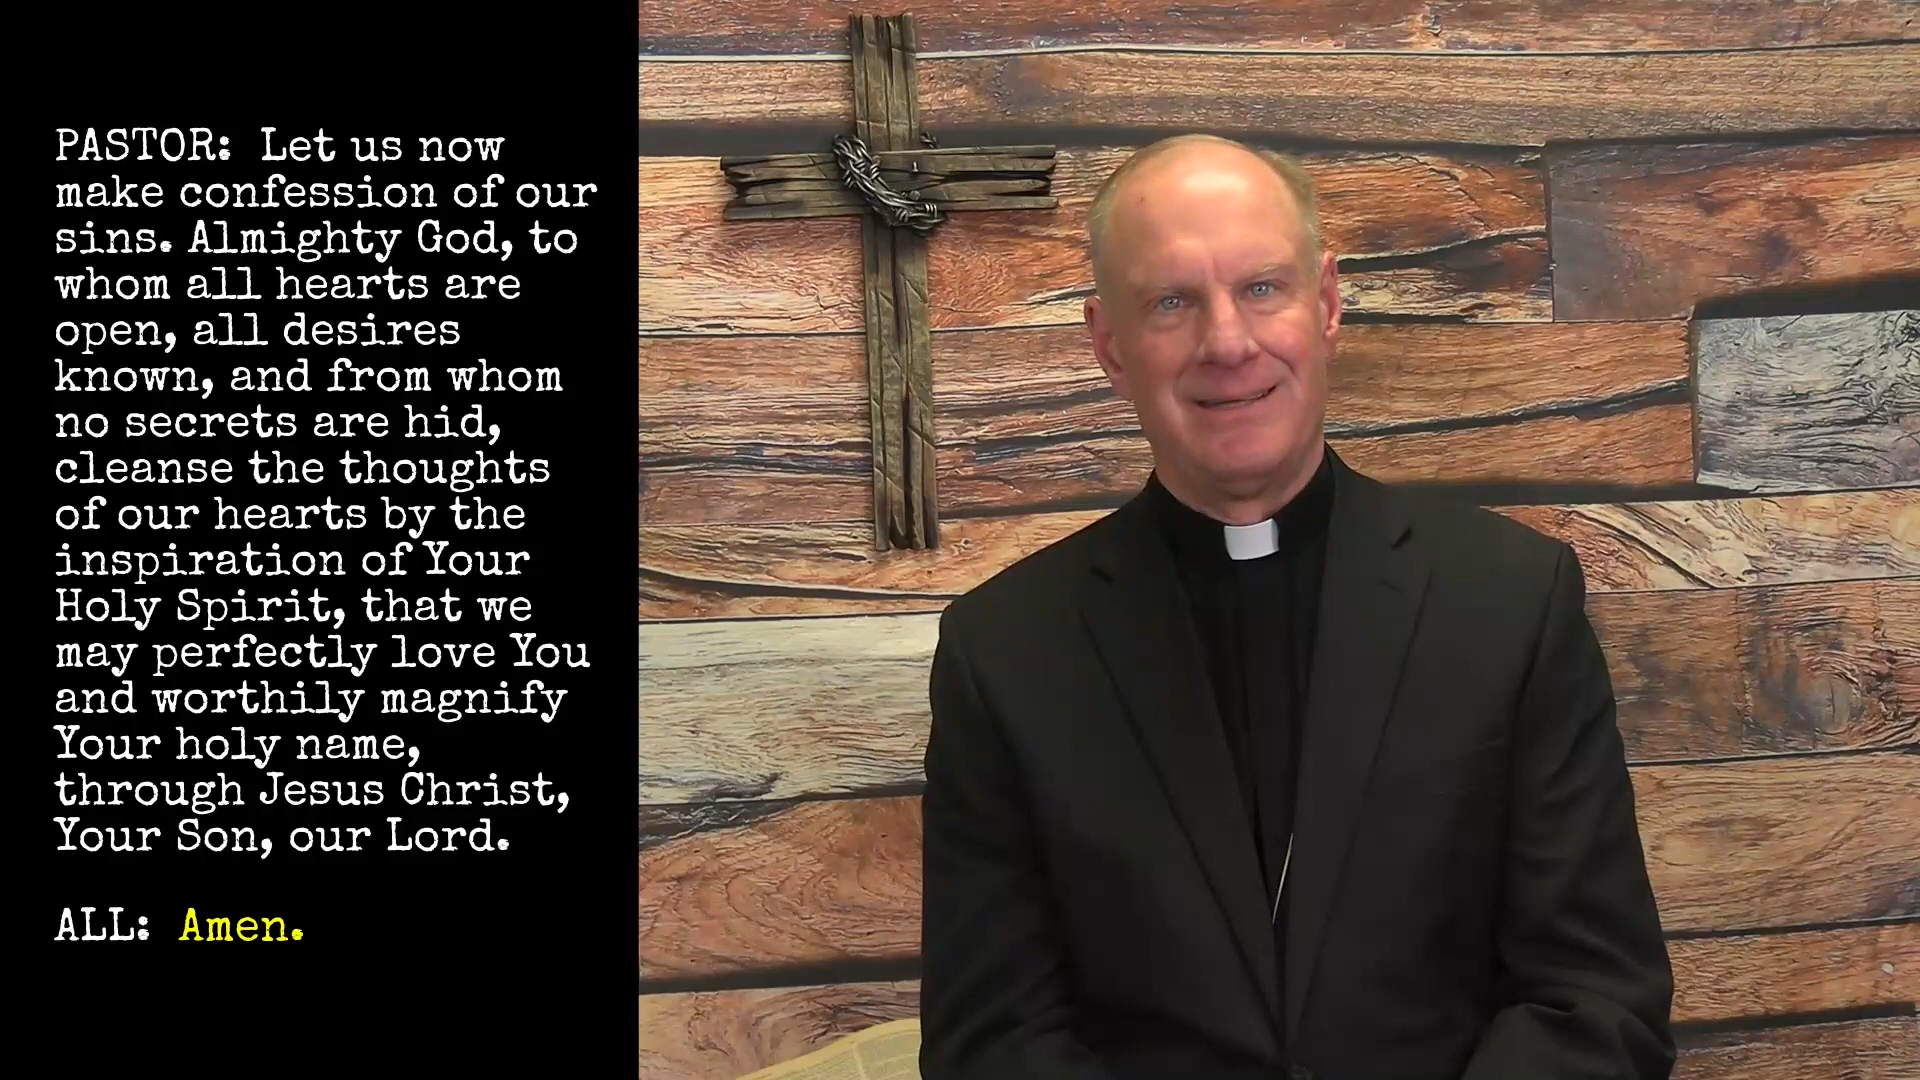 PASTOR:  Let us now
make confession of our
sins. Almighty God, to
whom all hearts are
open, all desires
known, and from whom
no secrets are hid,
cleanse the thoughts
of our hearts by the
inspiration of Your
Holy Spirit, that we
may perfectly love You
and worthily magnify
Your holy name,
through Jesus Christ,
Your Son, our Lord.
ALL:  Amen.